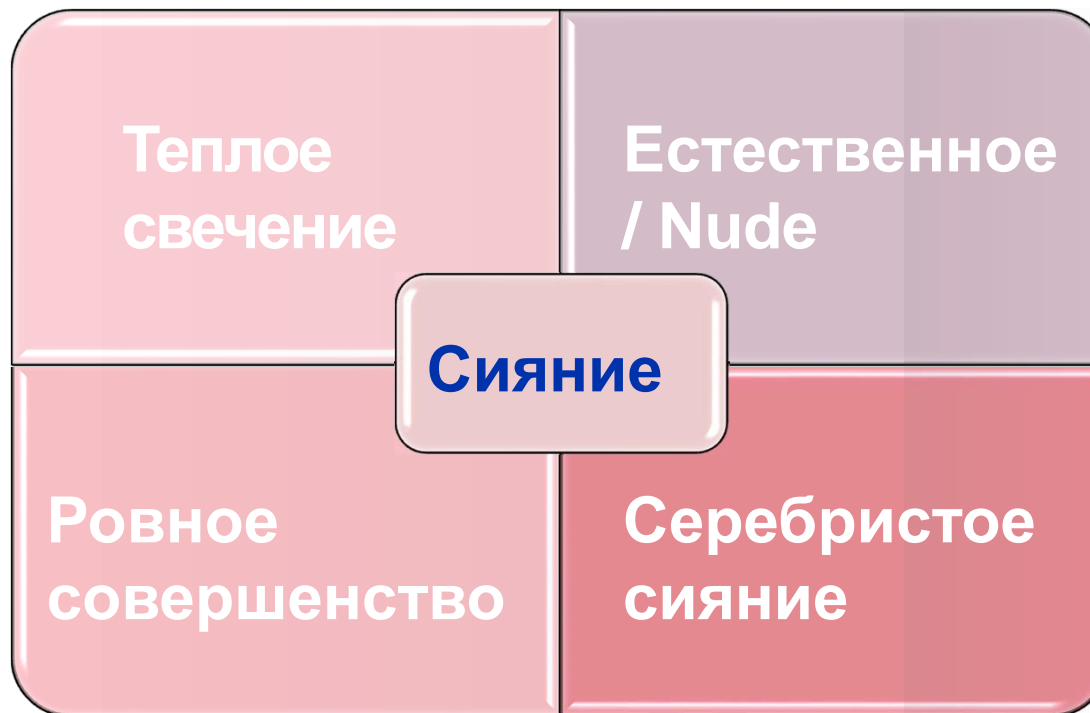 Теплое
свечение
Естественное
/ Nude
Сияние
Ровное
совершенство
Серебристое
сияние